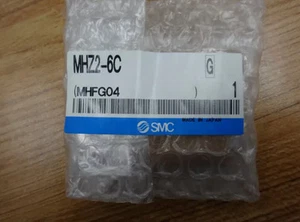 MHZ2-6C G
(MHFG04 ) 1
SMC
MADE IN JAPAN